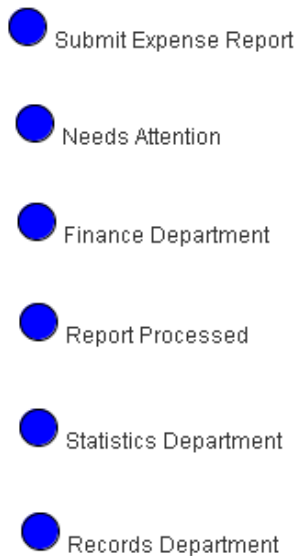 Submit Expense Report
Needs Attention
Finance Department
Report Processed
Statistics Department
Records Department